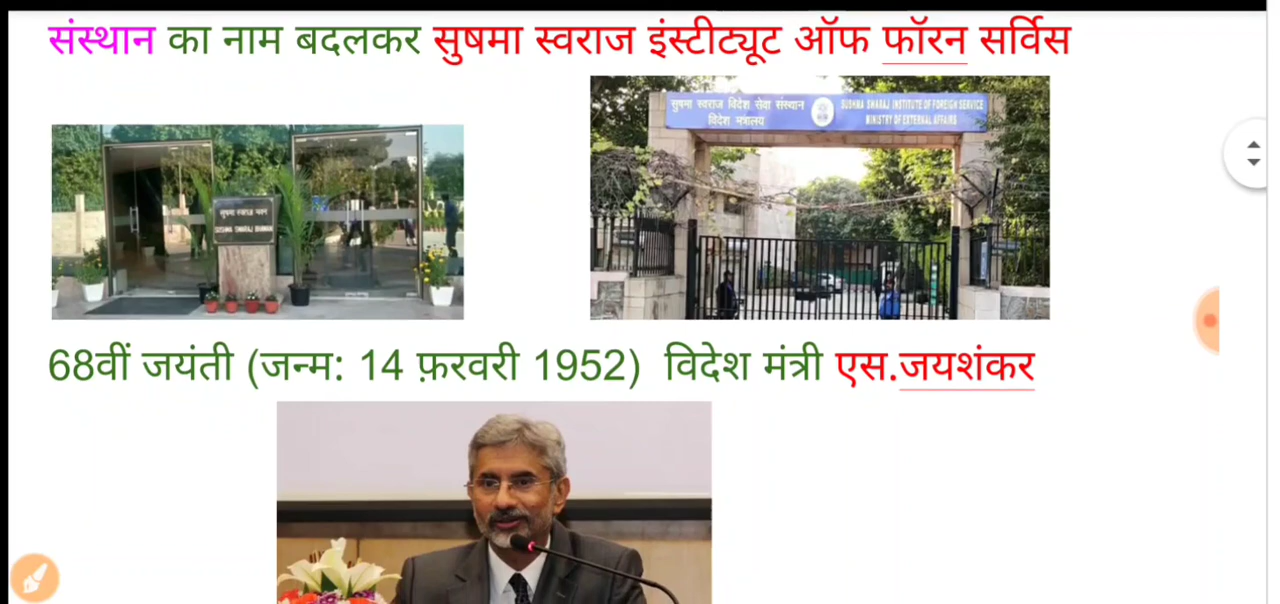 संस्थान का नाम बदलकर सुषमा स्वराज इंस्टीट्यूट ऑफ फॉरन सर्विस
सुषमा स्वराज विदेश सेवा संस्थान
विदेश मंत्रालय
SUSHMA SWARAJ INSTITUTE OF FOREIGN SERVICE
MINISTRY OF EXTERNAL AFFAIRS
सुषमा स्वराज भवन
SUSHMA SWARAJ BHAWAN
68वीं जयंती (जन्म: 14 फ़रवरी 1952) विदेश मंत्री एस.जयशंकर